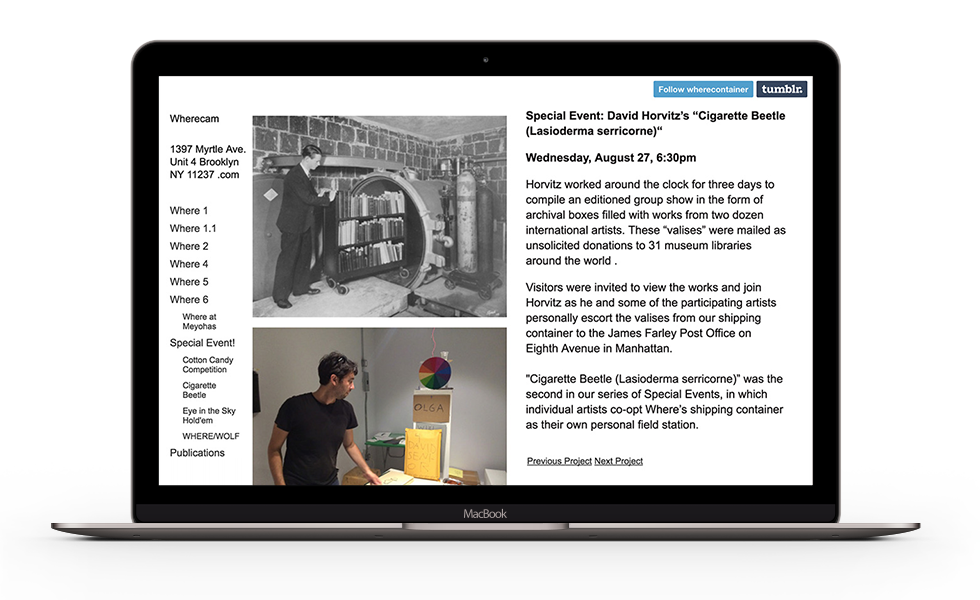 Follow wherecontainer
tumblr.
Wherecam
1397 Myrtle Ave.
Unit 4 Brooklyn
NY 11237 .com
Where 1
Where 1.1
Where 2
Where 4
Where 5
Where 6
Where at
Meyohas
Special Event!
Cotton Candy
Competition
Cigarette
Beetle
Eye in the Sky
Hold'em
WHERE/WOLF
Publications
OLGA
DAVID
Special Event: David Horvitz's “Cigarette Beetle
(Lasioderma serricorne)“
Wednesday, August 27, 6:30pm
Horvitz worked around the clock for three days to
compile an editioned group show in the form of
archival boxes filled with works from two dozen
international artists. These “valises” were mailed as
unsolicited donations to 31 museum libraries
around the world .
Visitors were invited to view the works and join
Horvitz as he and some of the participating artists
personally escort the valises from our shipping
container to the James Farley Post Office on
Eighth Avenue in Manhattan.
"Cigarette Beetle (Lasioderma serricorne)” was the
second in our series of Special Events, in which
individual artists co-opt Where's shipping container
as their own personal field station.
Previous Project Next Project
MacBook